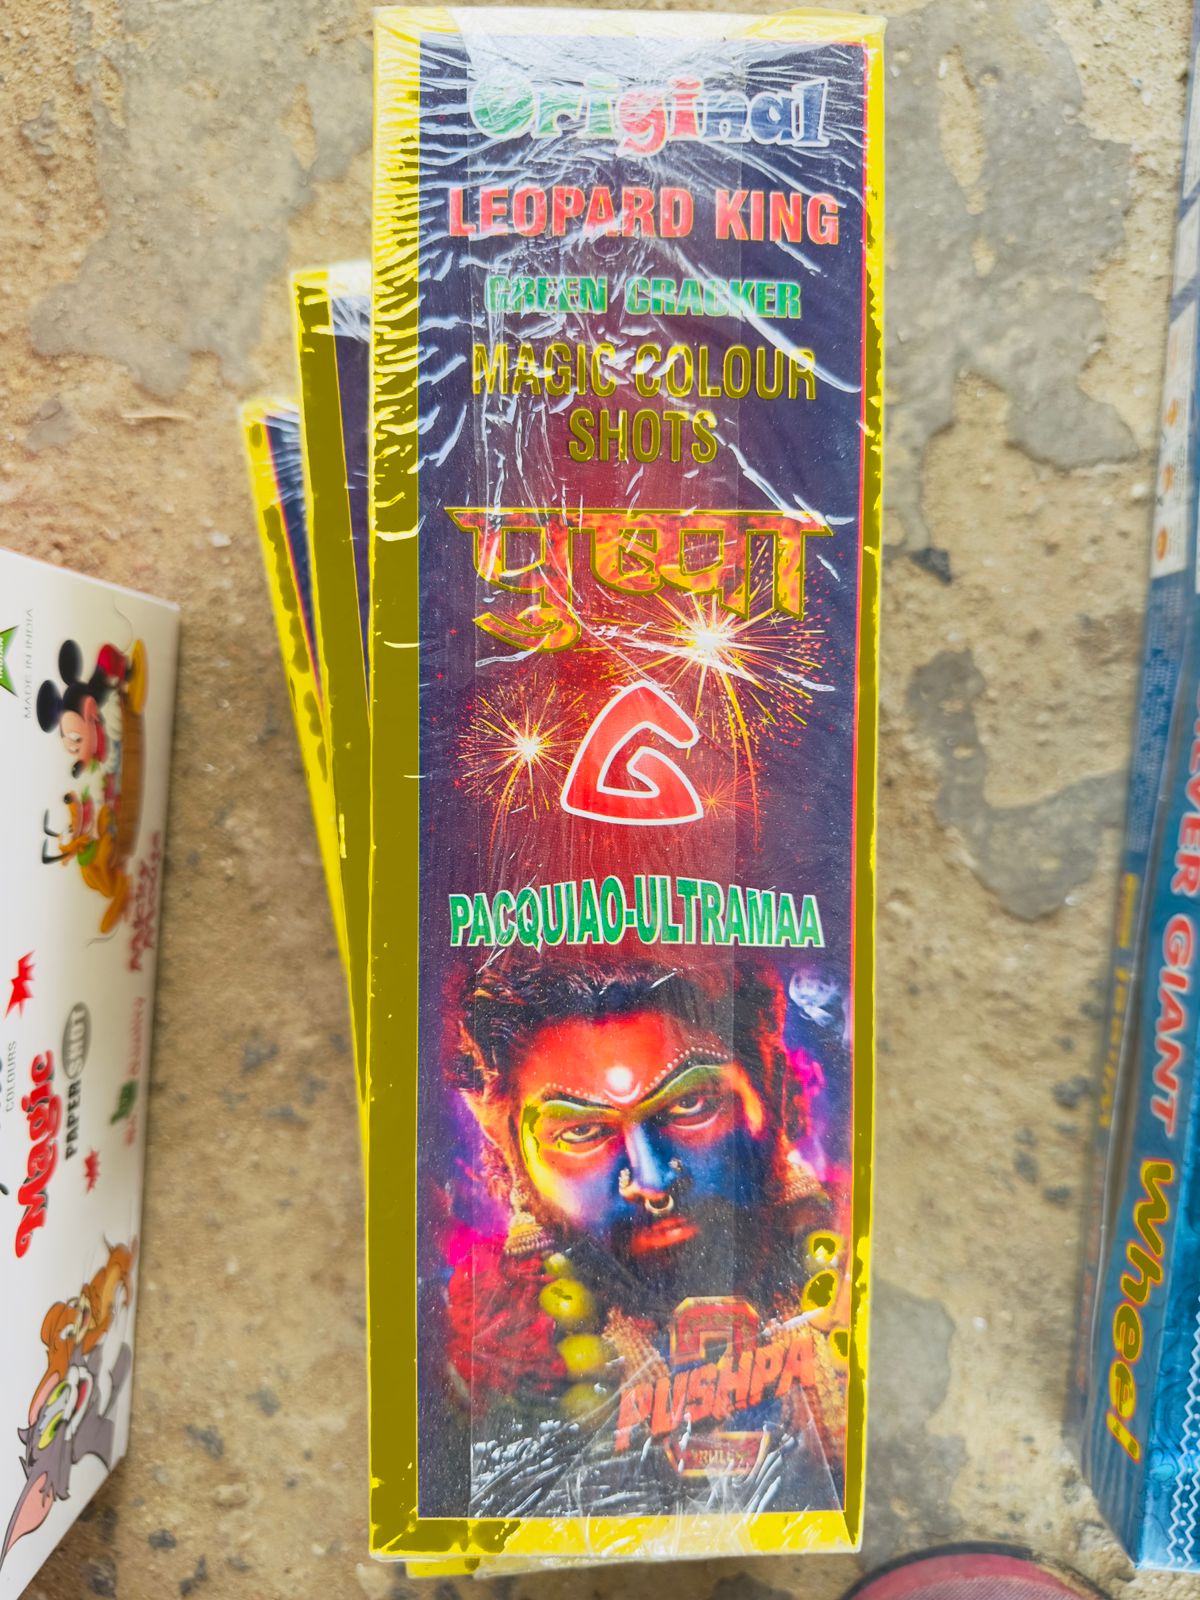 Original
LEOPARD KING
GREEN CRACKER
MAGIC COLOUR
SHOTS
पुष्पा
G
PACQUIAO-ULTRAMAA
2
PUSHPA
MADE IN INDIA
COLOURS
Magic
PAPER SHOT
GIANT
Wheel